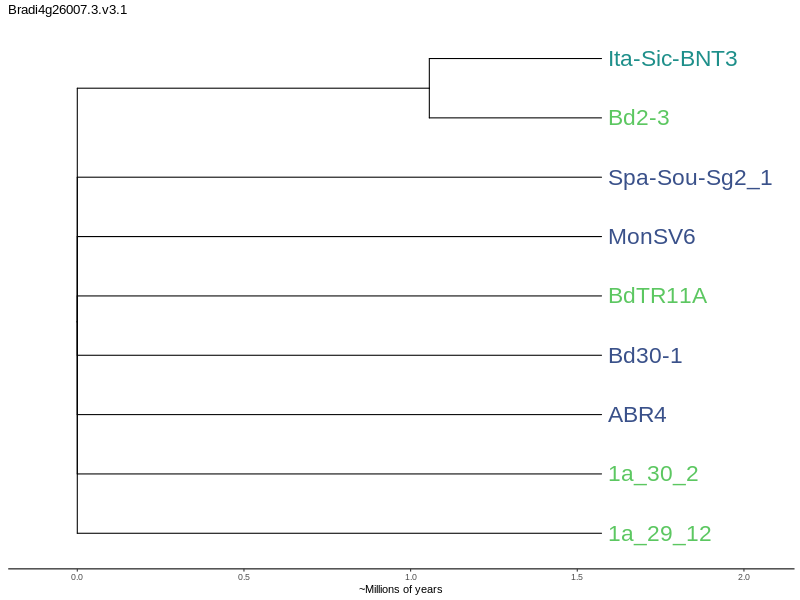 Bradi4g26007.3.v3.1
Ita-Sic-BNT3
Bd2-3
Spa-Sou-Sg2_1
MonSV6
BdTR11A
Bd30-1
ABR4
1a_30_2
1a_29_12
0.0 0.5 1.0 1.5 2.0
~Millions of years